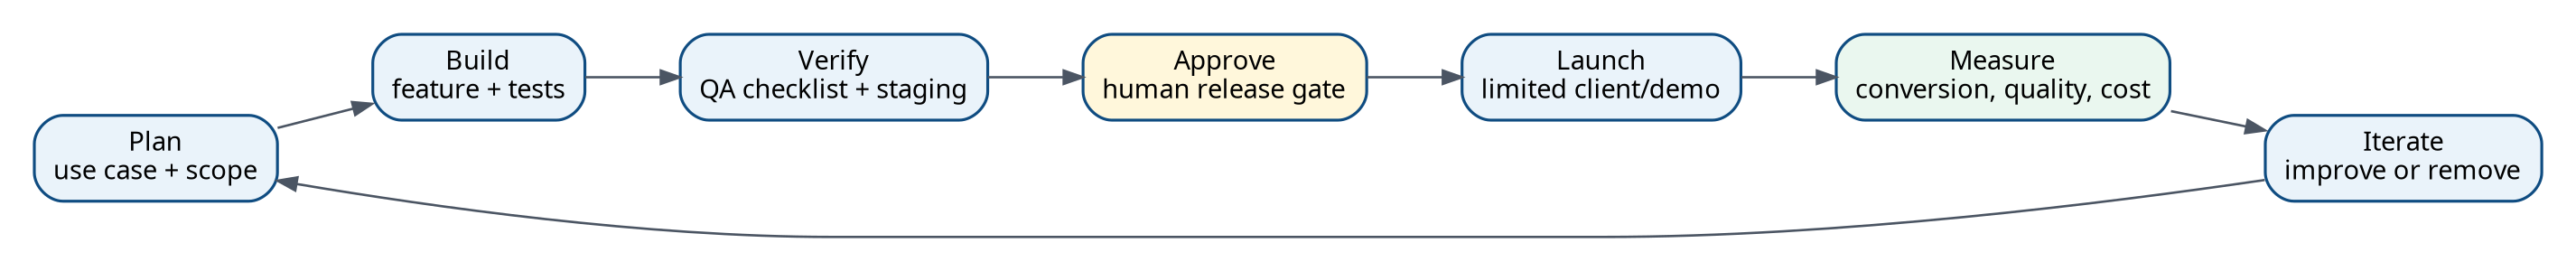 Plan
use case + scope
Build
feature + tests
Verify
QA checklist + staging
Approve
human release gate
Launch
limited client/demo
Measure
conversion, quality, cost
Iterate
improve or remove